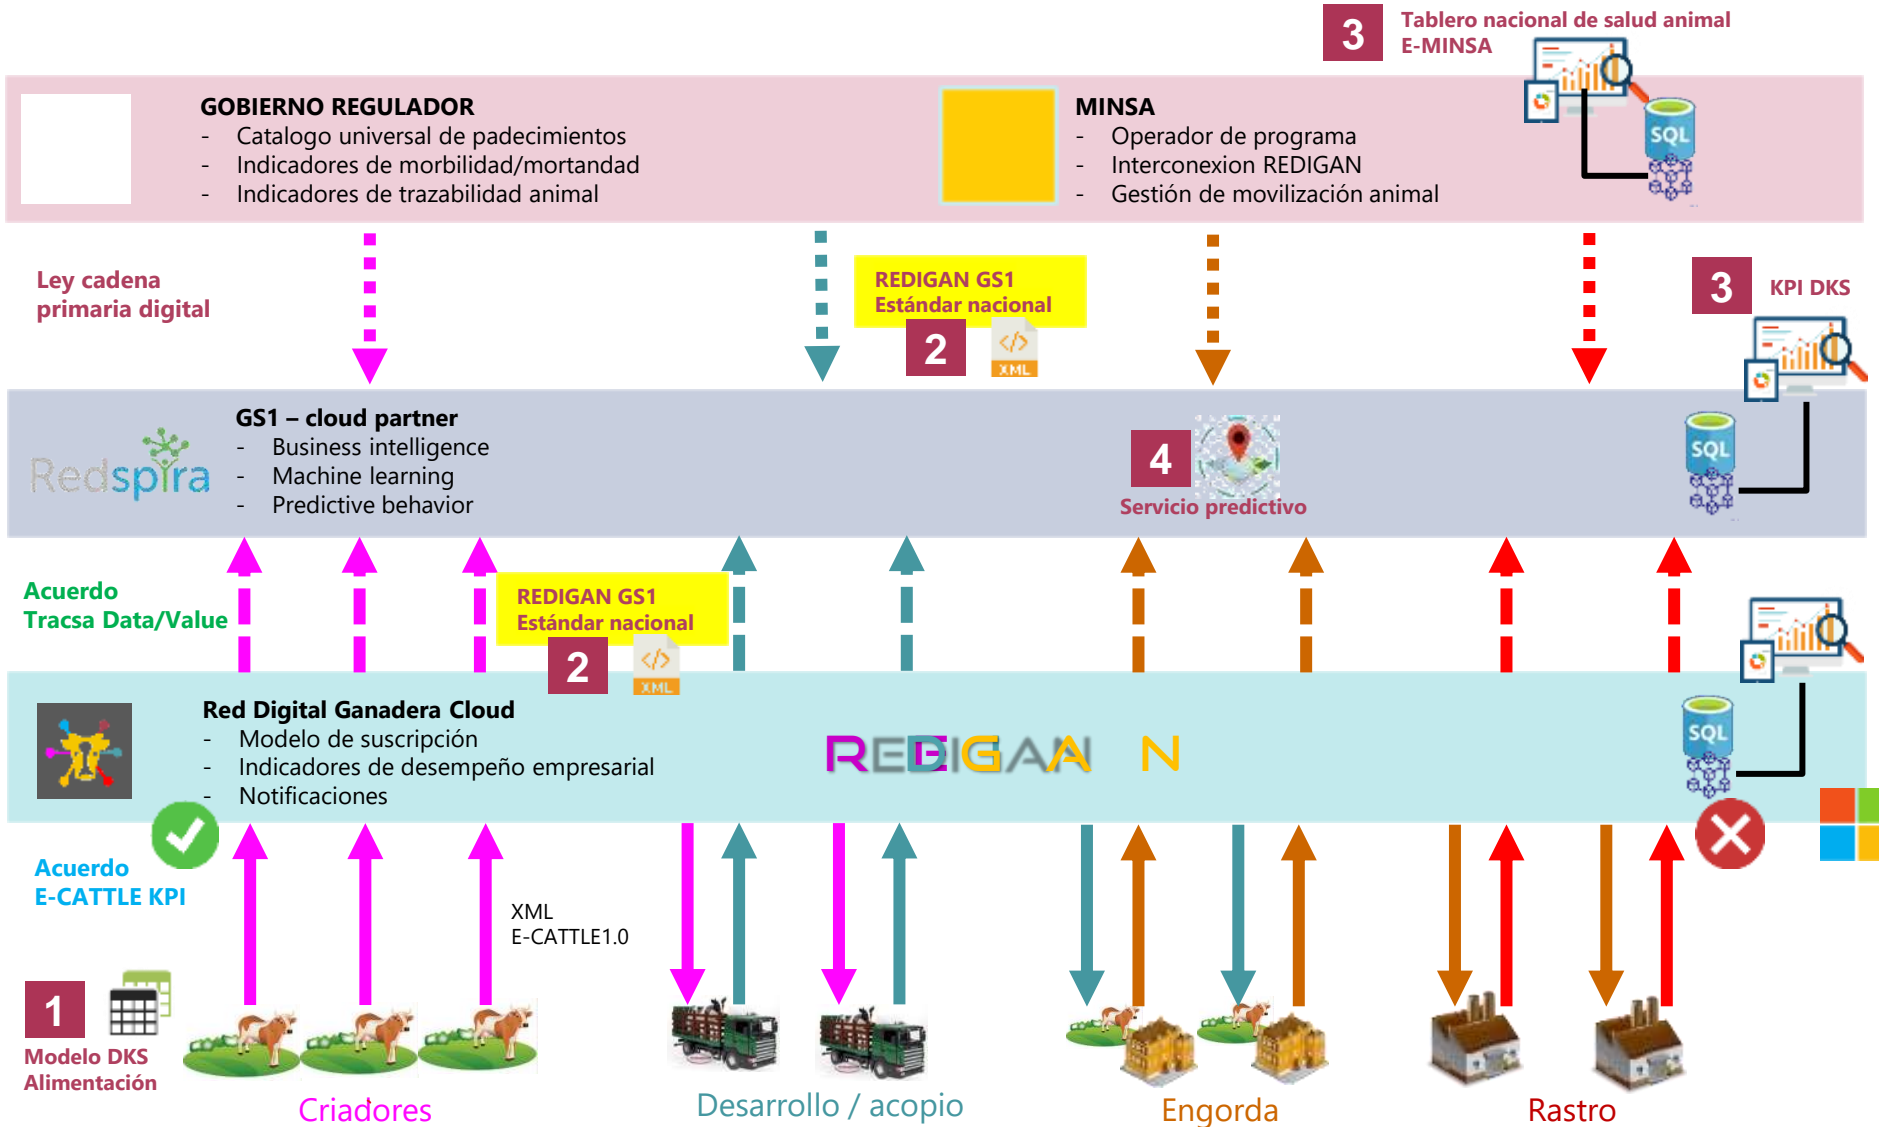 3
Tablero nacional de salud animal
E-MINSA
GOBIERNO REGULADOR
- Catalogo universal de padecimientos
- Indicadores de morbilidad/mortandad
- Indicadores de trazabilidad animal
MINSA
- Operador de programa
- Interconexion REDIGAN
- Gestión de movilización animal
SQL
Ley cadena
primaria digital
REDIGAN GS1
Estándar nacional
2
</>
XML
3
KPI DKS
Redspira
GS1 – cloud partner
- Business intelligence
- Machine learning
- Predictive behavior
4
Servicio predictivo
SQL
Acuerdo
Tracsa Data/Value
REDIGAN GS1
Estándar nacional
2
</>
XML
Red Digital Ganadera Cloud
- Modelo de suscripción
- Indicadores de desempeño empresarial
- Notificaciones
REDIGAN N
SQL
Acuerdo
E-CATTLE KPI
XML
E-CATTLE1.0
1
Modelo DKS
Alimentación
Criadores
Desarrollo / acopio
Engorda
Rastro